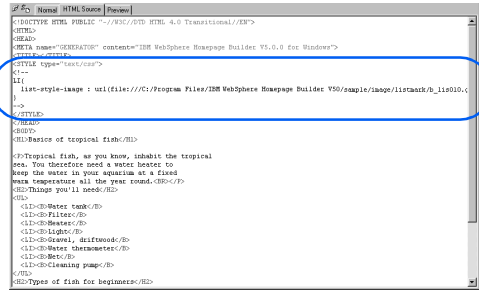 Normal HTML Source Preview
<!DOCTYPE HTML PUBLIC "-//W3C//DTD HTML 4.0 Transitional//EN">
<HTML>
<HEAD>
<META name="GENERATOR" content="IBM WebSphere Homepage Builder V5.0.0 for Windows">
<TITLE></TITLE>
<STYLE type="text/css">
<!--
LI{
  list-style-image : url(file:///C:/Program Files/IBM WebSphere Homepage Builder V50/sample/image/listmark/b_lis010.g
}
-->
</STYLE>
</HEAD>
<BODY>
<H1>Basics of tropical fish</H1>
<P>Tropical fish, as you know, inhabit the tropical
sea. You therefore need a water heater to
keep the water in your aquarium at a fixed
warm temperature all the year round.<BR></P>
<H2>Things you'll need</H2>
<UL>
  <LI><B>Water tank</B>
  <LI><B>Filter</B>
  <LI><B>Heater</B>
  <LI><B>Light</B>
  <LI><B>Gravel, driftwood</B>
  <LI><B>Water thermometer</B>
  <LI><B>Net</B>
  <LI><B>Cleaning pump</B>
</UL>
<H2>Types of fish for beginners</H2>